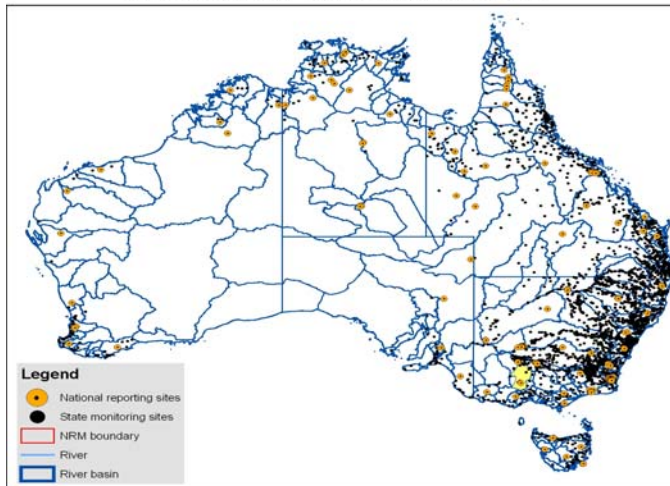 Legend
National reporting sites
State monitoring sites
NRM boundary
River
River basin